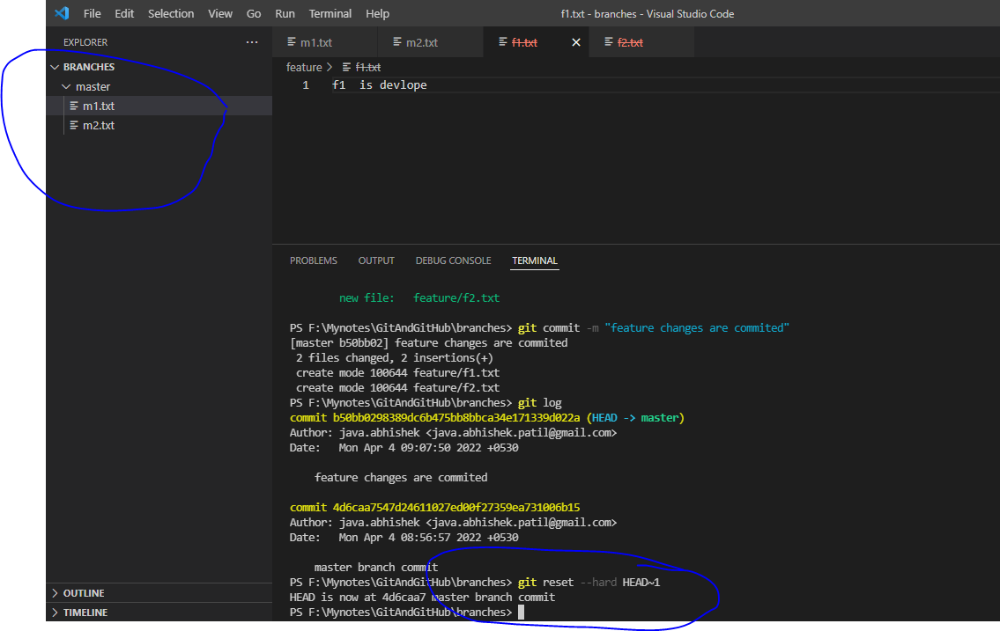 File Edit Selection View Go Run Terminal Help f1.txt - branches - Visual Studio Code
EXPLORER ···
m1.txt m2.txt f1.txt f2.txt
BRANCHES
master
m1.txt
m2.txt
feature > f1.txt
1 f1 is devlope
PROBLEMS OUTPUT DEBUG CONSOLE TERMINAL
new file: feature/f2.txt
PS F:\Mynotes\GitAndGitHub\branches> git commit -m "feature changes are commited"
[master b50bb02] feature changes are commited
2 files changed, 2 insertions(+)
create mode 100644 feature/f1.txt
create mode 100644 feature/f2.txt
PS F:\Mynotes\GitAndGitHub\branches> git log
commit b50bb0298389dc6b475bb8bbca34e171339d022a (HEAD -> master)
Author: java.abhishek <java.abhishek.patil@gmail.com>
Date: Mon Apr 4 09:07:50 2022 +0530
feature changes are commited
commit 4d6caa7547d24611027ed00f27359ea731006b15
Author: java.abhishek <java.abhishek.patil@gmail.com>
Date: Mon Apr 4 08:56:57 2022 +0530
master branch commit
PS F:\Mynotes\GitAndGitHub\branches> git reset --hard HEAD~1
HEAD is now at 4d6caa7 master branch commit
PS F:\Mynotes\GitAndGitHub\branches>
OUTLINE
TIMELINE